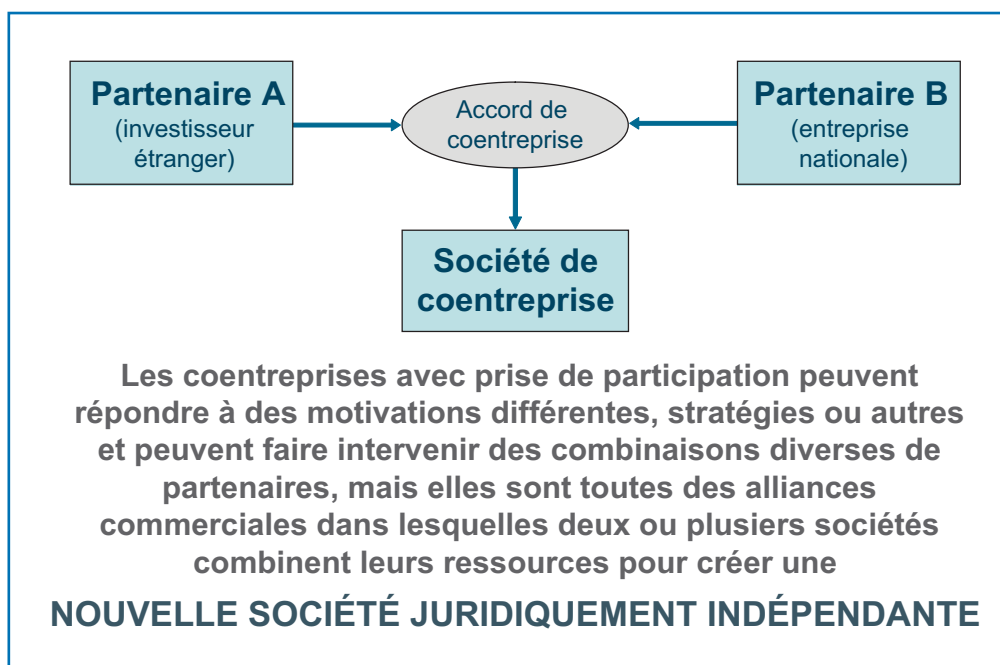 Partenaire A
(investisseur
étranger)
Accord de
coentreprise
Partenaire B
(entreprise
nationale)
Société de
coentreprise
Les coentreprises avec prise de participation peuvent
répondre à des motivations différentes, stratégies ou autres
et peuvent faire intervenir des combinaisons diverses de
partenaires, mais elles sont toutes des alliances
commerciales dans lesquelles deux ou plusiers sociétés
combinent leurs ressources pour créer une
NOUVELLE SOCIÉTÉ JURIDIQUEMENT INDÉPENDANTE